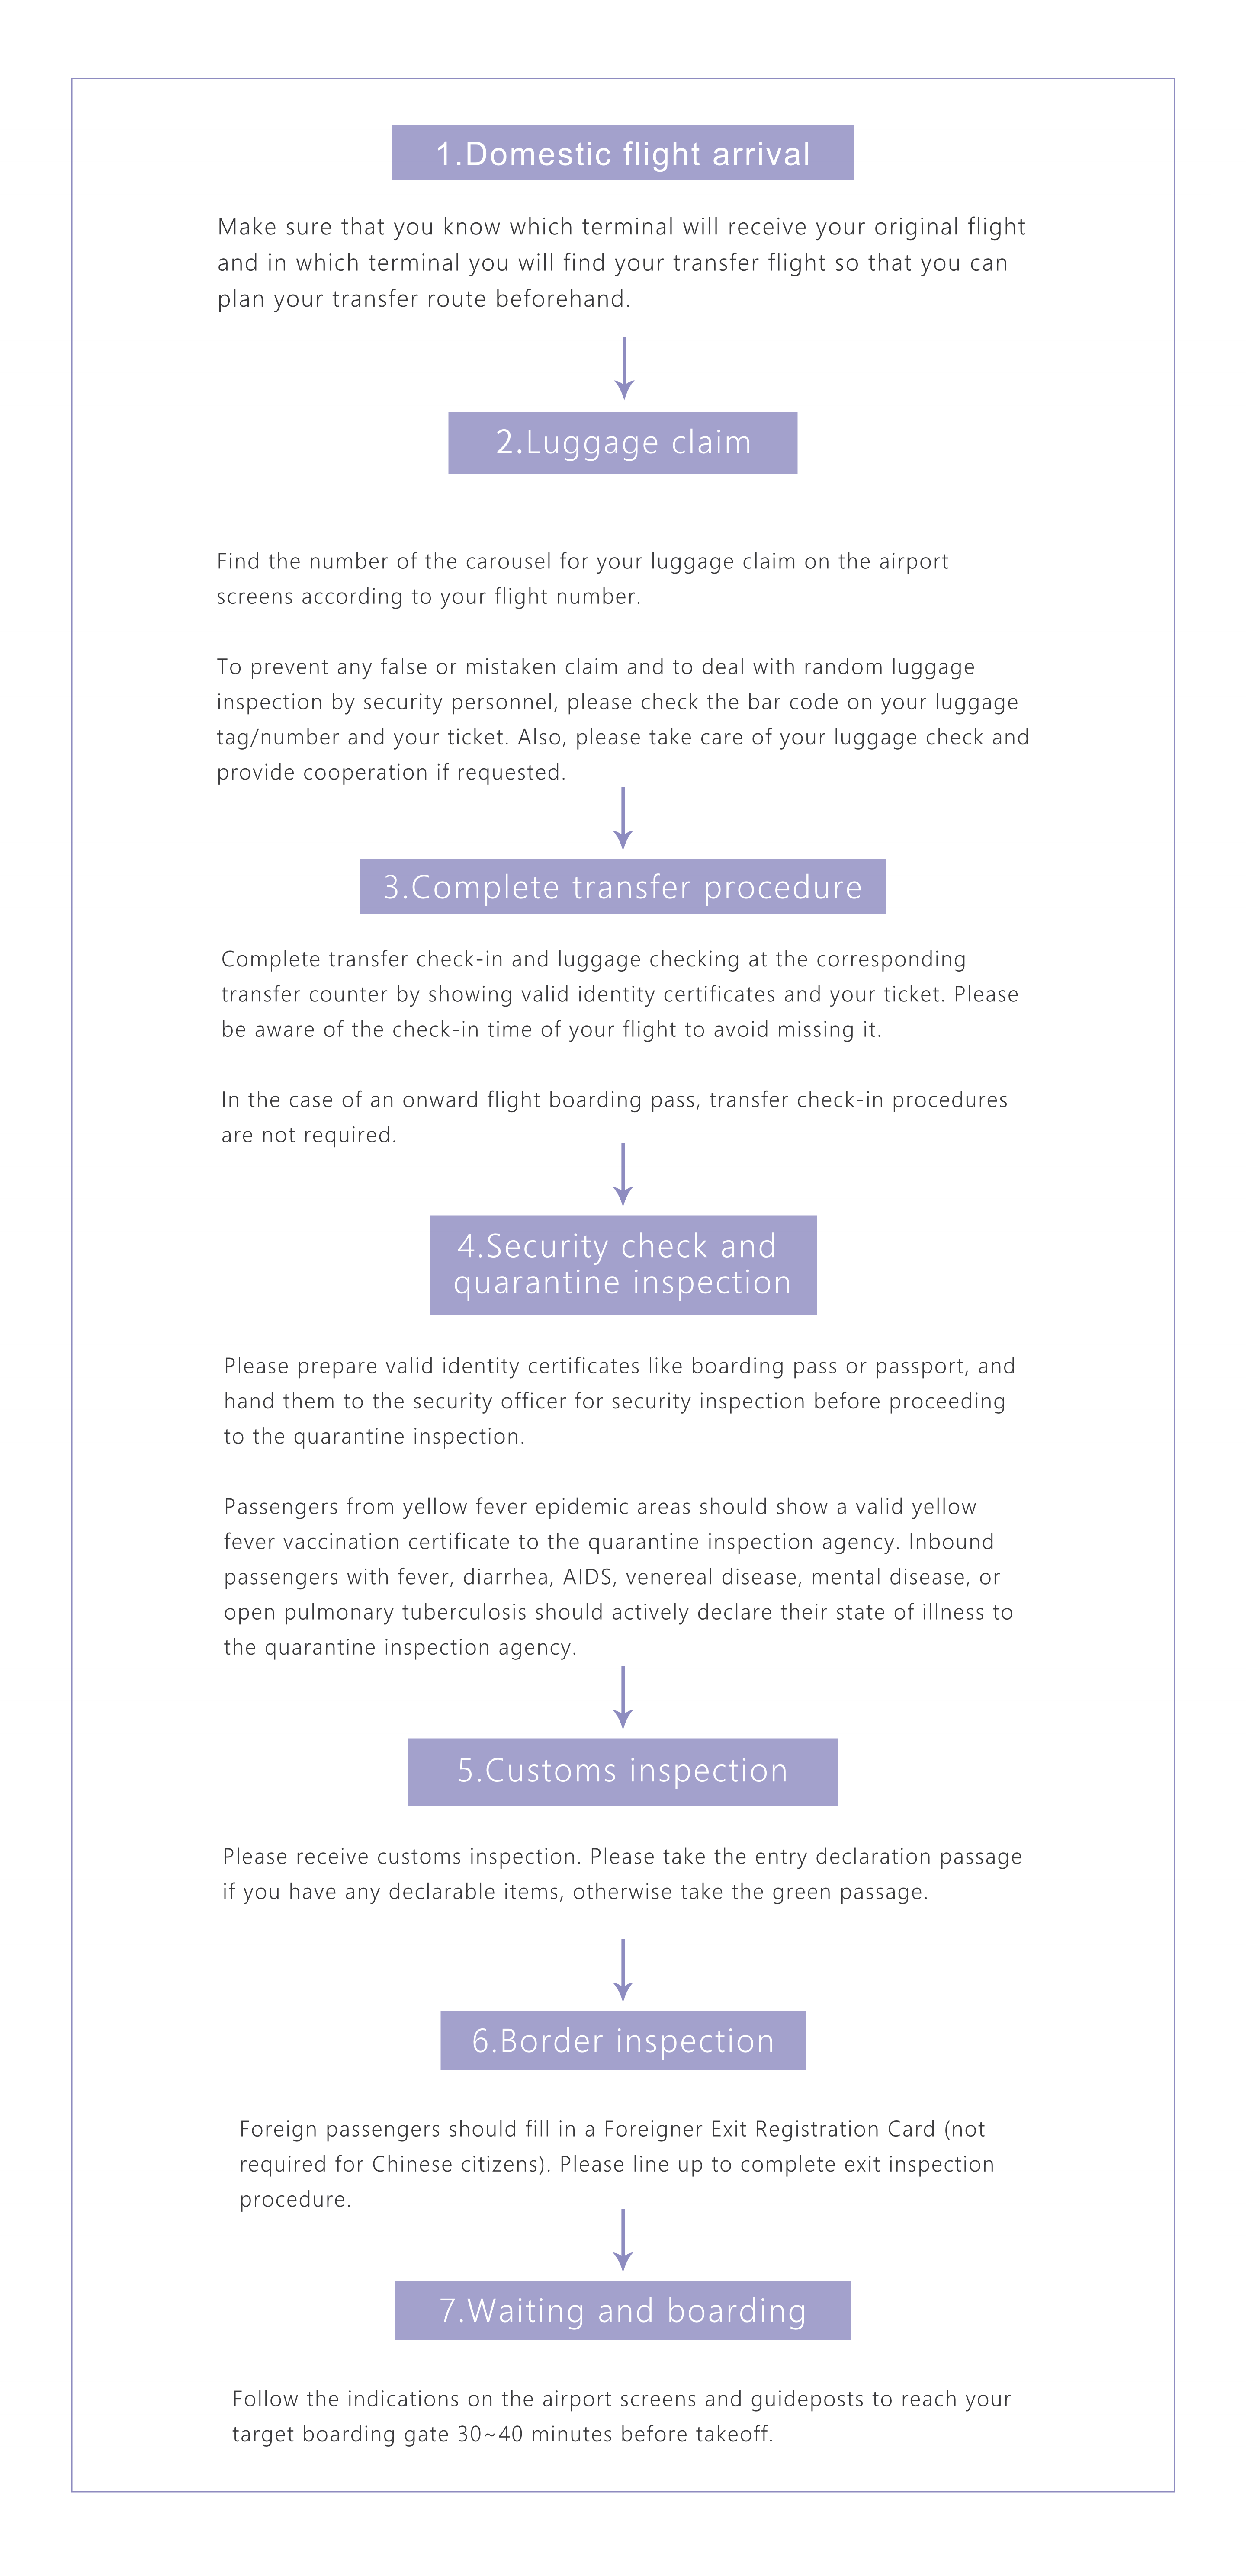 1.Domestic flight arrival
Make sure that you know which terminal will receive your original flight
and in which terminal you will find your transfer flight so that you can
plan your transfer route beforehand.
2.Luggage claim
Find the number of the carousel for your luggage claim on the airport
screens according to your flight number.
To prevent any false or mistaken claim and to deal with random luggage
inspection by security personnel, please check the bar code on your luggage
tag/number and your ticket. Also, please take care of your luggage check and
provide cooperation if requested.
3.Complete transfer procedure
Complete transfer check-in and luggage checking at the corresponding
transfer counter by showing valid identity certificates and your ticket. Please
be aware of the check-in time of your flight to avoid missing it.
In the case of an onward flight boarding pass, transfer check-in procedures
are not required.
4.Security check and
quarantine inspection
Please prepare valid identity certificates like boarding pass or passport, and
hand them to the security officer for security inspection before proceeding
to the quarantine inspection.
Passengers from yellow fever epidemic areas should show a valid yellow
fever vaccination certificate to the quarantine inspection agency. Inbound
passengers with fever, diarrhea, AIDS, venereal disease, mental disease, or
open pulmonary tuberculosis should actively declare their state of illness to
the quarantine inspection agency.
5.Customs inspection
Please receive customs inspection. Please take the entry declaration passage
if you have any declarable items, otherwise take the green passage.
6.Border inspection
Foreign passengers should fill in a Foreigner Exit Registration Card (not
required for Chinese citizens). Please line up to complete exit inspection
procedure.
7.Waiting and boarding
Follow the indications on the airport screens and guideposts to reach your
target boarding gate 30~40 minutes before takeoff.